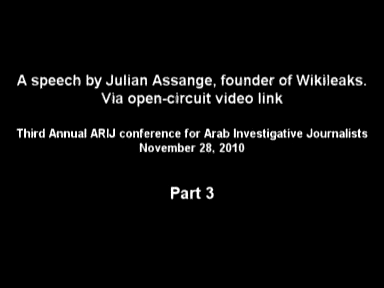 A speech by Julian Assange, founder of Wikileaks.
Via open-circuit video link
Third Annual ARIJ conference for Arab Investigative Journalists
November 28, 2010
Part 3